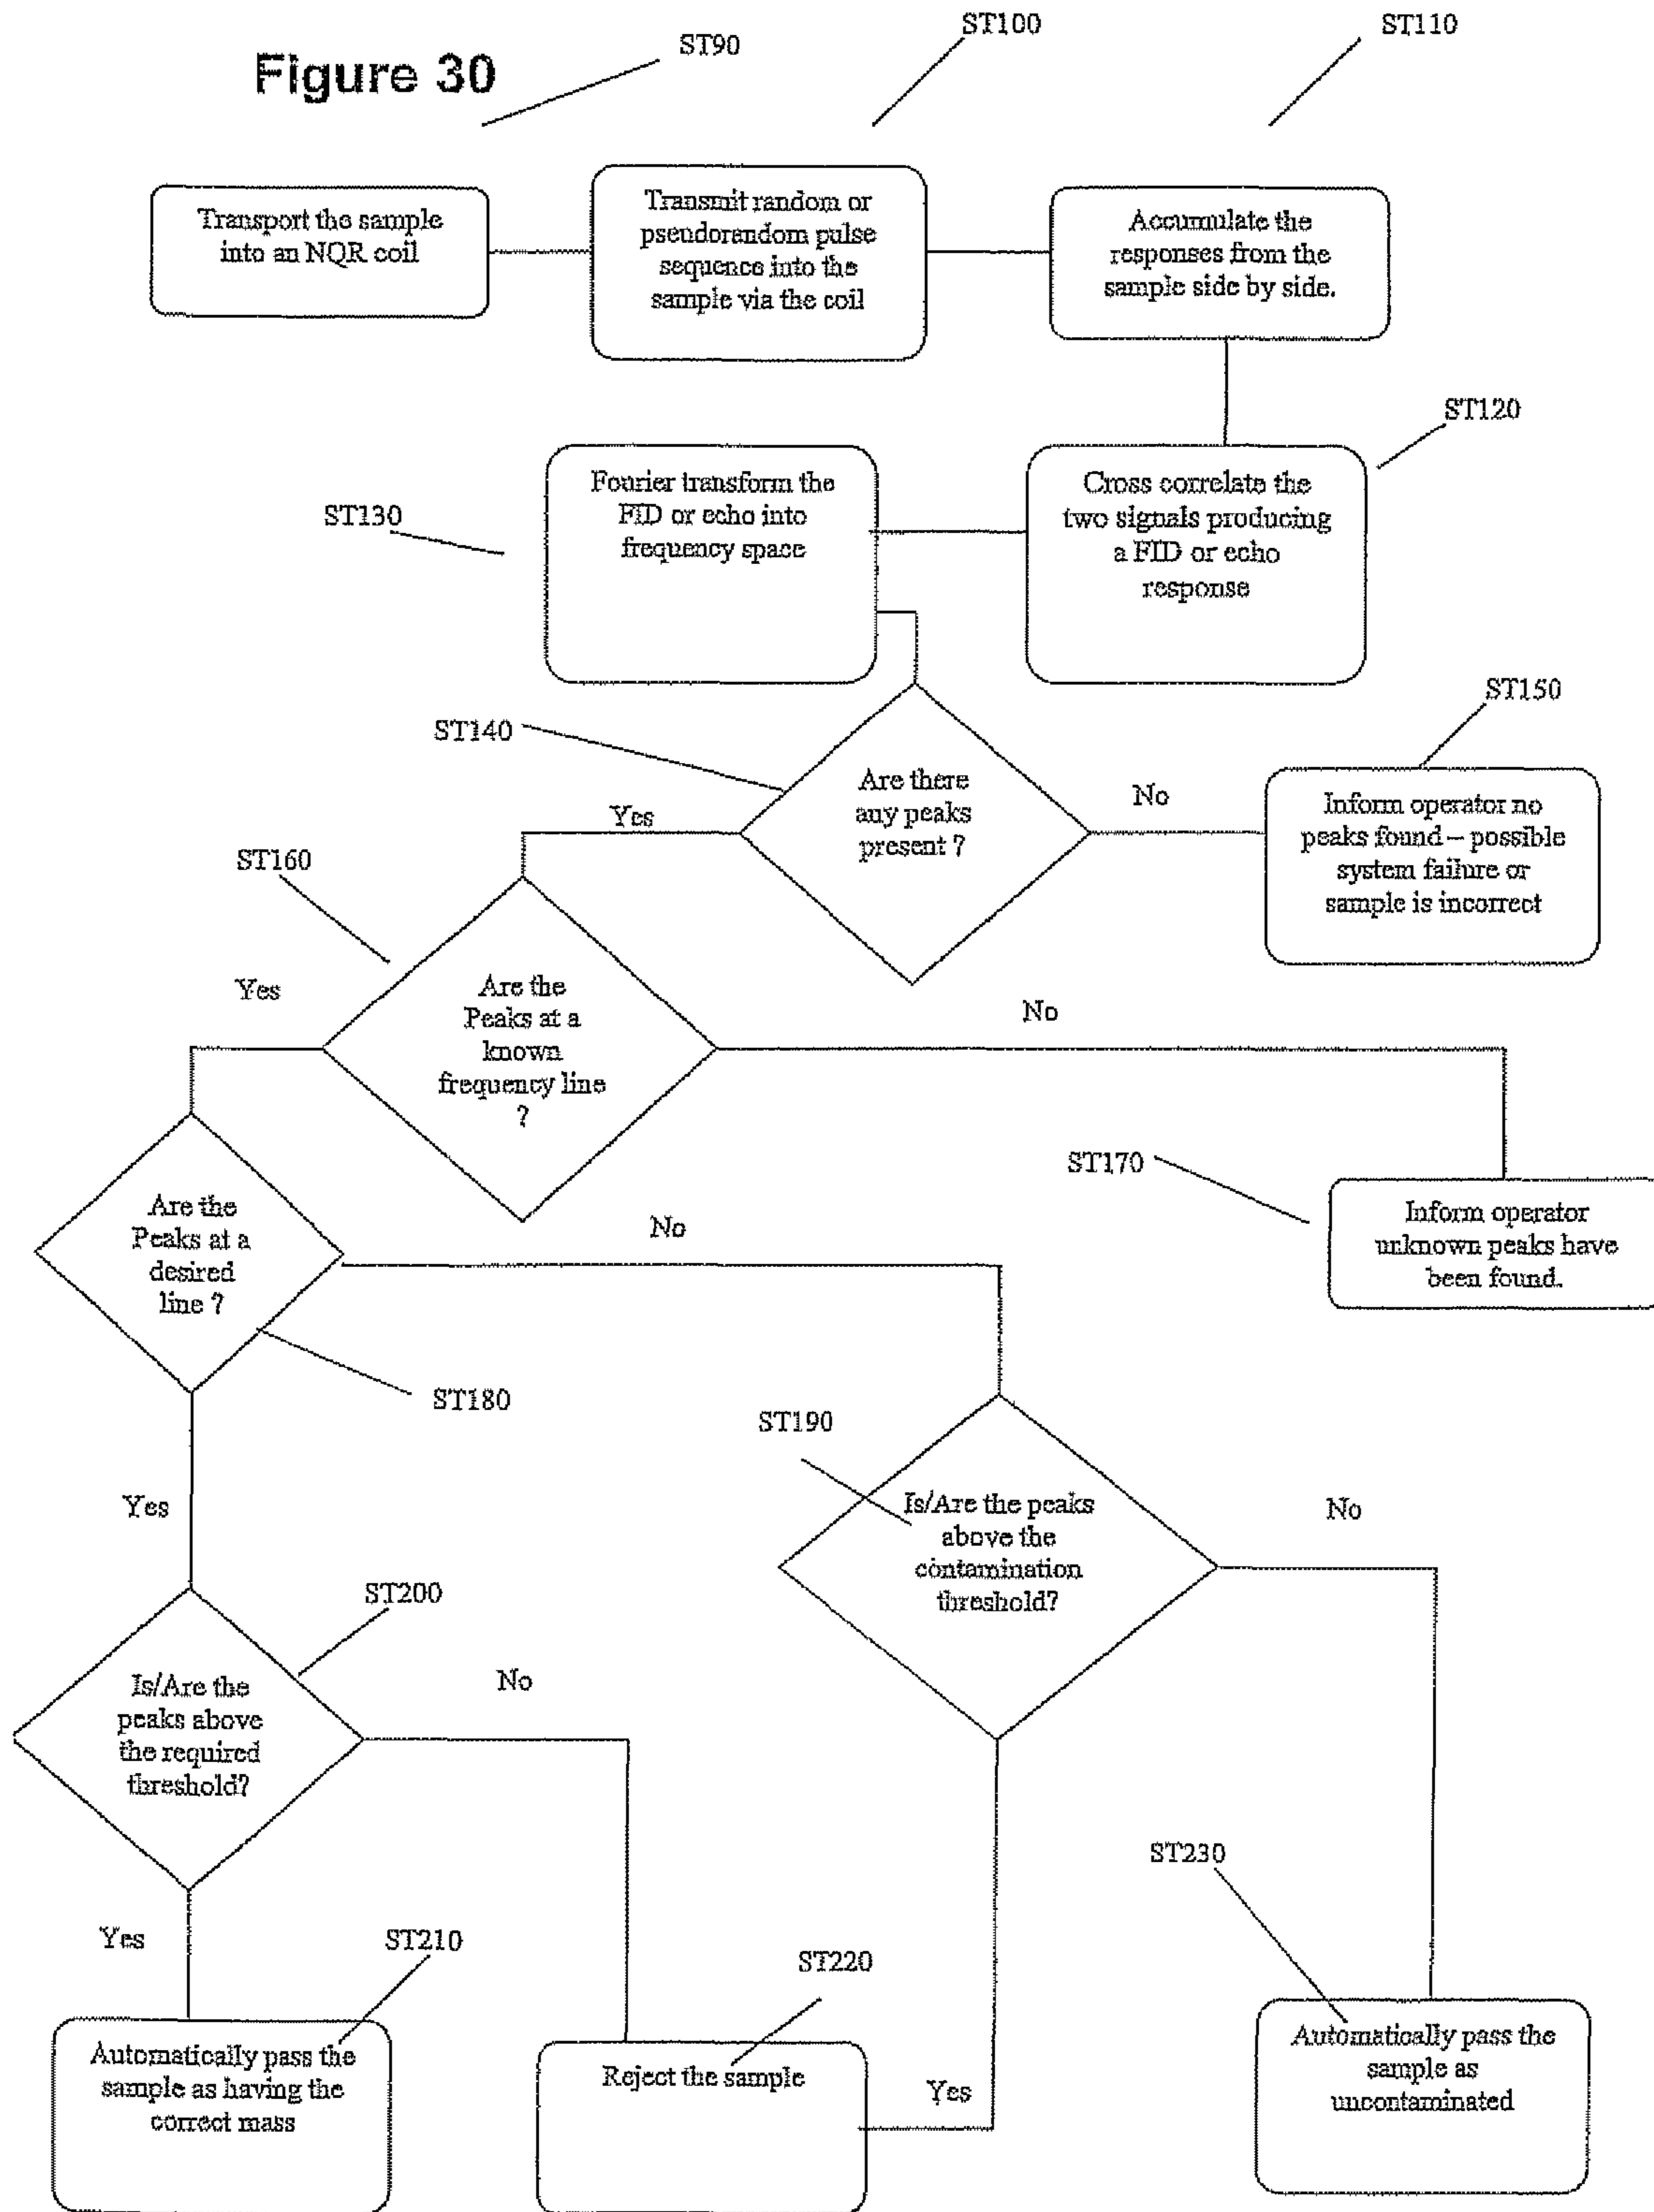 Figure 30
ST90
ST100
ST110
Transport the sample
into an NQR coil
Transmit random or
pseudorandom pulse
sequence into the
sample via the coil
Accumulate the
responses from the
sample side by side.
ST120
ST130
Fourier transform the
FID or echo into
frequency space
Cross correlate the
two signals producing
a FID or echo
response
ST140
ST150
Are there
any peaks
present ?
Yes
No
Inform operator no
peaks found – possible
system failure or
sample is incorrect
ST160
Yes
Are the
Peaks at a
known
frequency line
?
No
ST170
Inform operator
unknown peaks have
been found.
Are the
Peaks at a
desired
line ?
No
ST180
ST190
Yes
Is/Are the peaks
above the
contamination
threshold?
No
ST200
Is/Are the
peaks above
the required
threshold?
No
Yes
ST210
ST220
ST230
Automatically pass the
sample as having the
correct mass
Reject the sample
Yes
Automatically pass the
sample as
uncontaminated